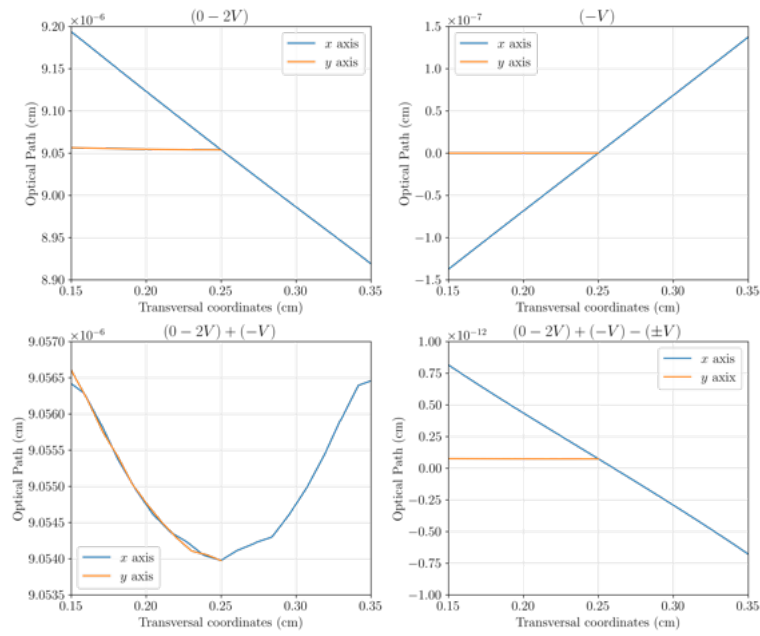 (0 − 2V)
×10⁻⁶
Optical Path (cm)
9.20
9.15
9.10
9.05
9.00
8.95
8.90
x axis
y axis
0.15 0.20 0.25 0.30 0.35
Transversal coordinates (cm)
(−V)
×10⁻⁷
Optical Path (cm)
1.5
1.0
0.5
0.0
−0.5
−1.0
−1.5
x axis
y axis
0.15 0.20 0.25 0.30 0.35
Transversal coordinates (cm)
(0 − 2V) + (−V)
×10⁻⁶
Optical Path (cm)
9.0570
9.0565
9.0560
9.0555
9.0550
9.0545
9.0540
9.0535
x axis
y axis
0.15 0.20 0.25 0.30 0.35
Transversal coordinates (cm)
(0 − 2V) + (−V) − (±V)
×10⁻¹²
Optical Path (cm)
1.00
0.75
0.50
0.25
0.00
−0.25
−0.50
−0.75
−1.00
x axis
y axix
0.15 0.20 0.25 0.30 0.35
Transversal coordinates (cm)